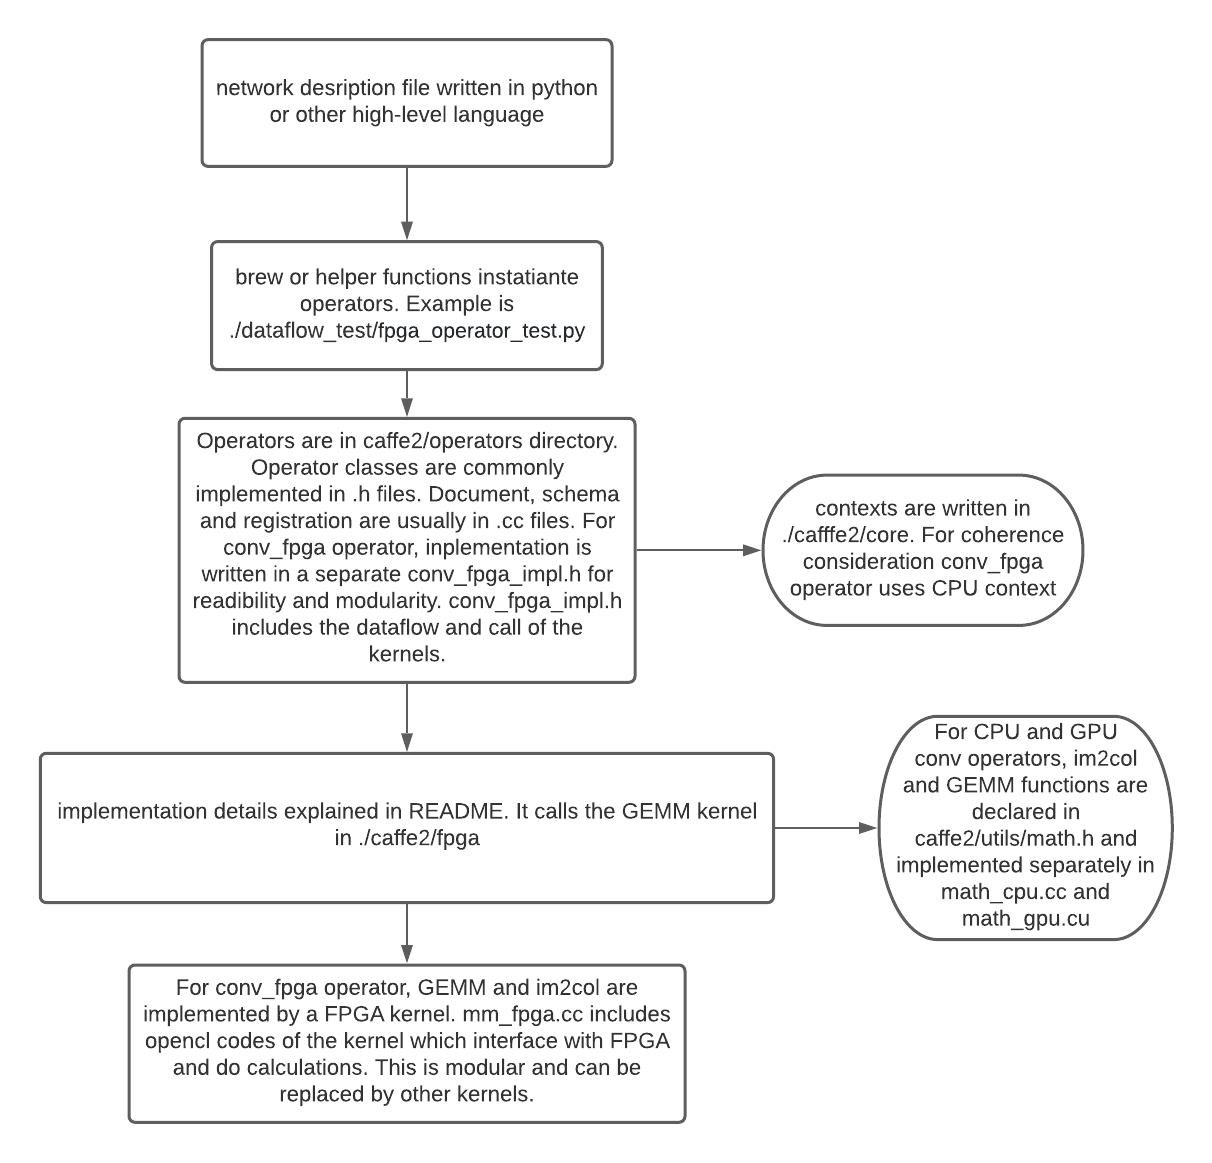 network desription file written in python
or other high-level language
brew or helper functions instatiante
operators. Example is
./dataflow_test/fpga_operator_test.py
Operators are in caffe2/operators directory.
Operator classes are commonly
implemented in .h files. Document, schema
and registration are usually in .cc files. For
conv_fpga operator, inplementation is
written in a separate conv_fpga_impl.h for
readibility and modularity. conv_fpga_impl.h
includes the dataflow and call of the
kernels.
contexts are written in
./cafffe2/core. For coherence
consideration conv_fpga
operator uses CPU context
implementation details explained in README. It calls the GEMM kernel
in ./caffe2/fpga
For CPU and GPU
conv operators, im2col
and GEMM functions are
declared in
caffe2/utils/math.h and
implemented separately in
math_cpu.cc and
math_gpu.cu
For conv_fpga operator, GEMM and im2col are
implemented by a FPGA kernel. mm_fpga.cc includes
opencl codes of the kernel which interface with FPGA
and do calculations. This is modular and can be
replaced by other kernels.